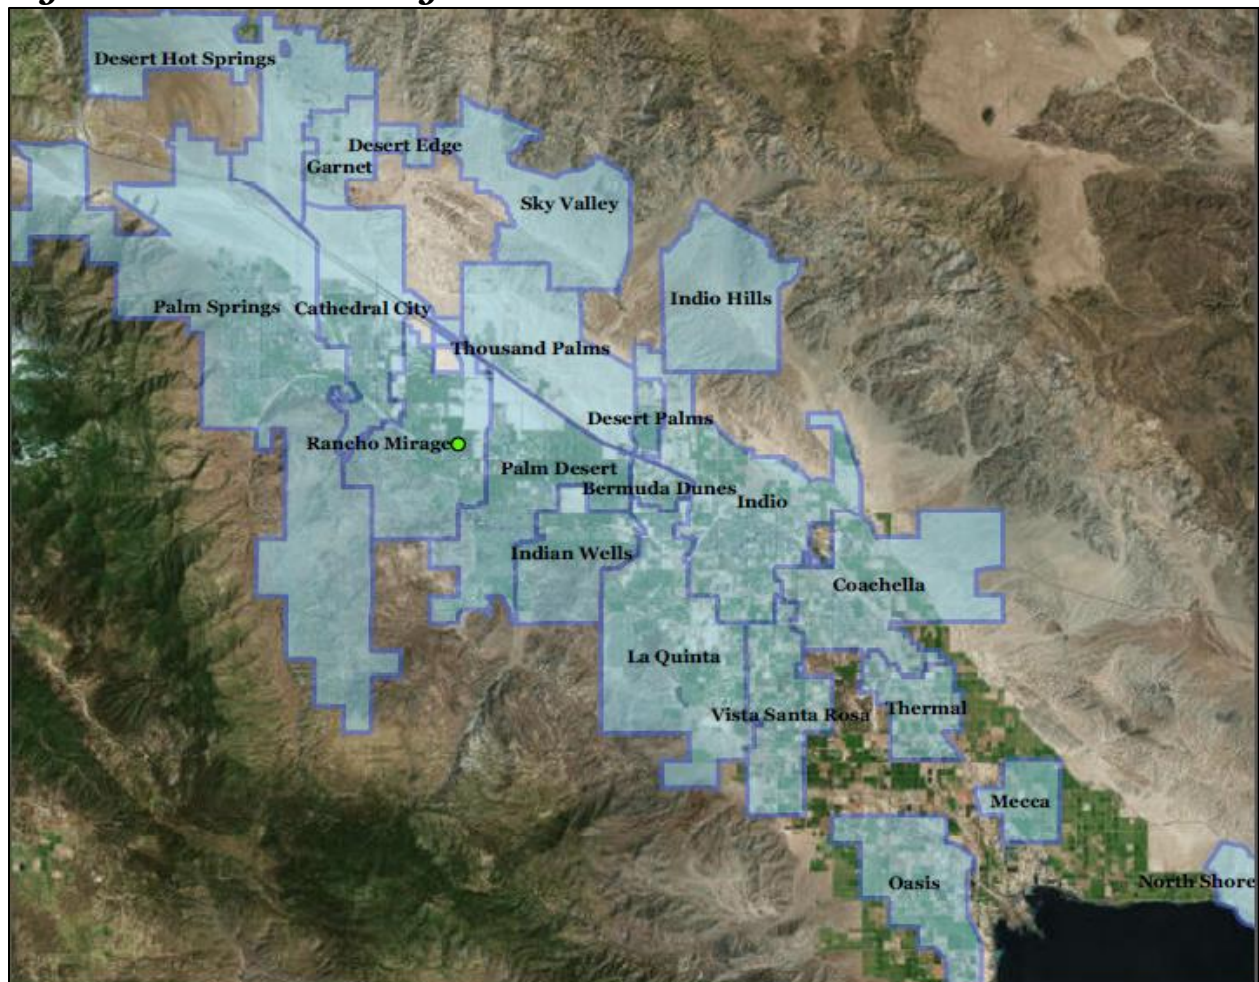 Desert Hot Springs
Desert Edge
Garnet
Sky Valley
Indio Hills
Palm Springs
Cathedral City
Thousand Palms
Desert Palms
Rancho Mirage
Palm Desert
Bermuda Dunes
Indio
Indian Wells
Coachella
La Quinta
Vista Santa Rosa
Thermal
Mecca
Oasis
North Shore